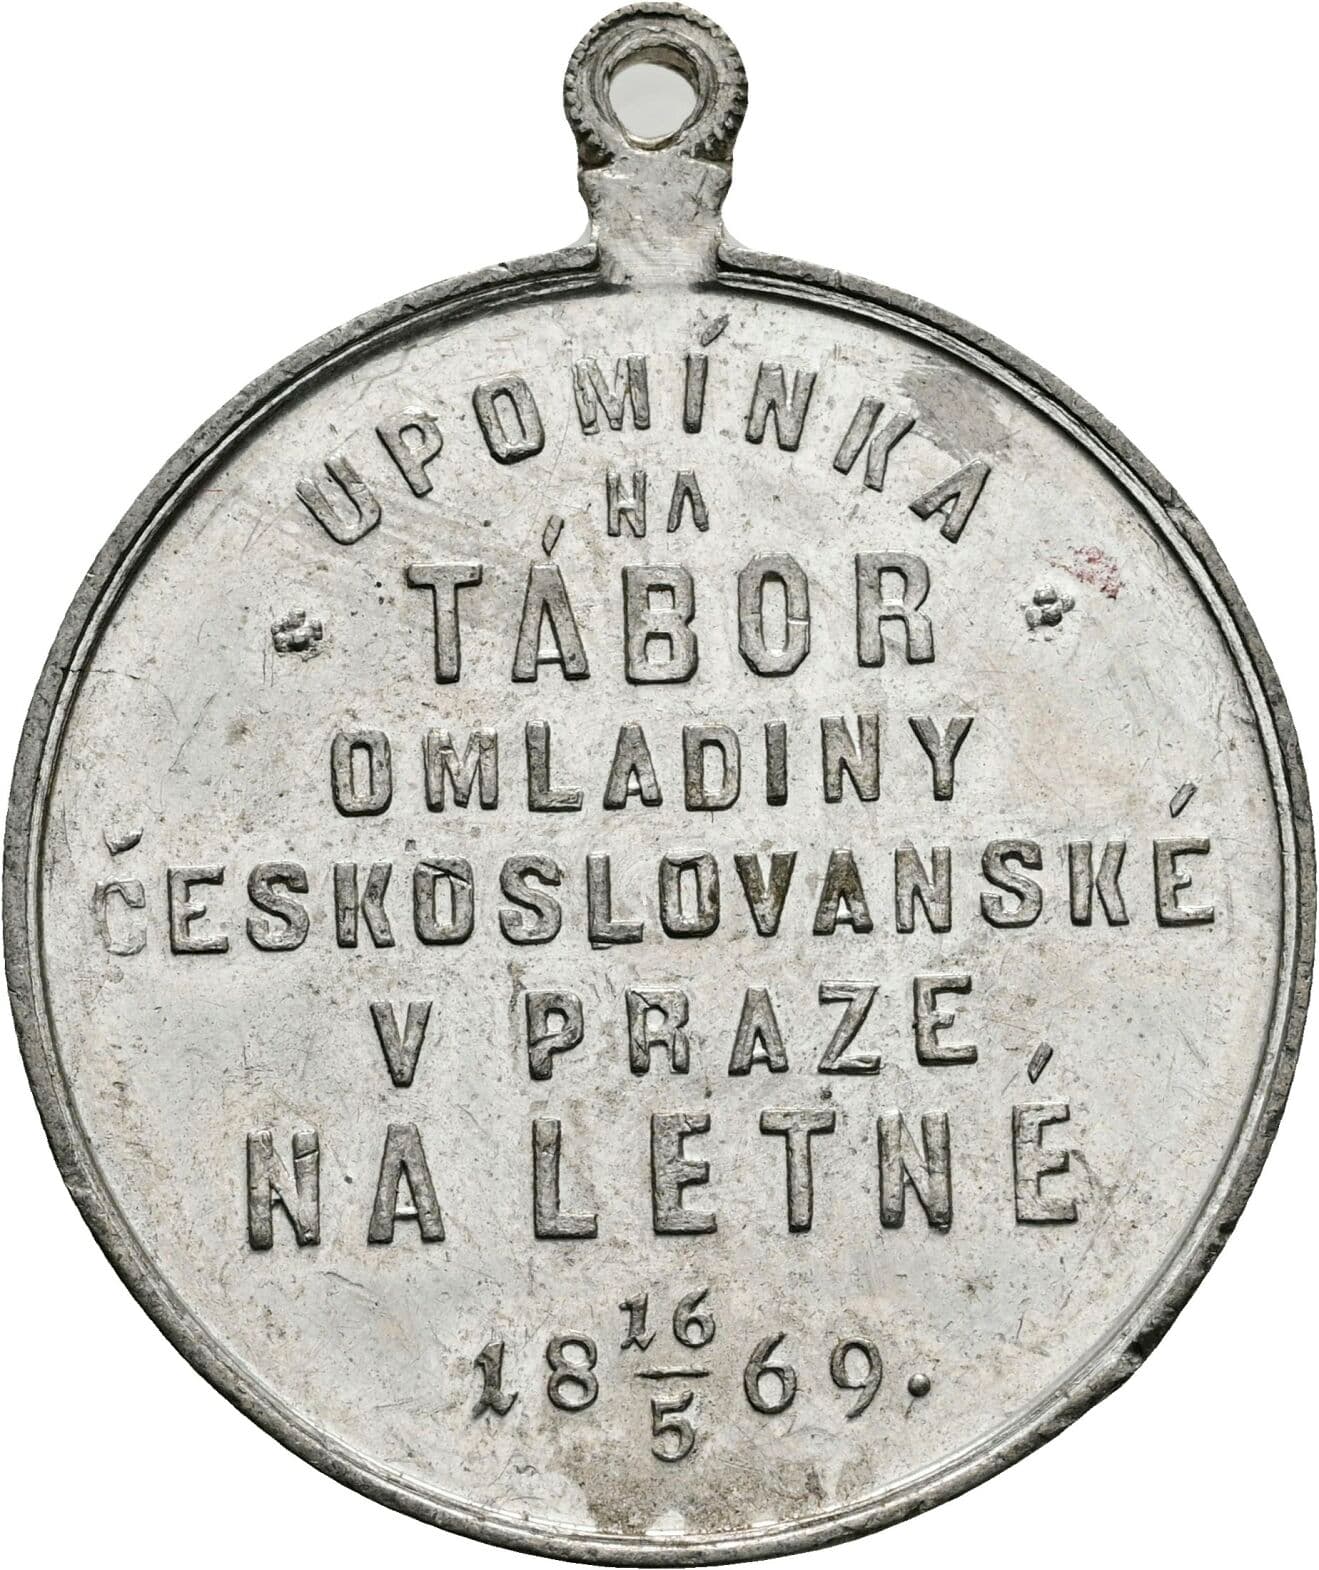 UPOMÍNKA
NA
TÁBOR
OMLADINY
ČESKOSLOVANSKÉ
V PRAZE
NA LETNÉ
18 16/5 69.